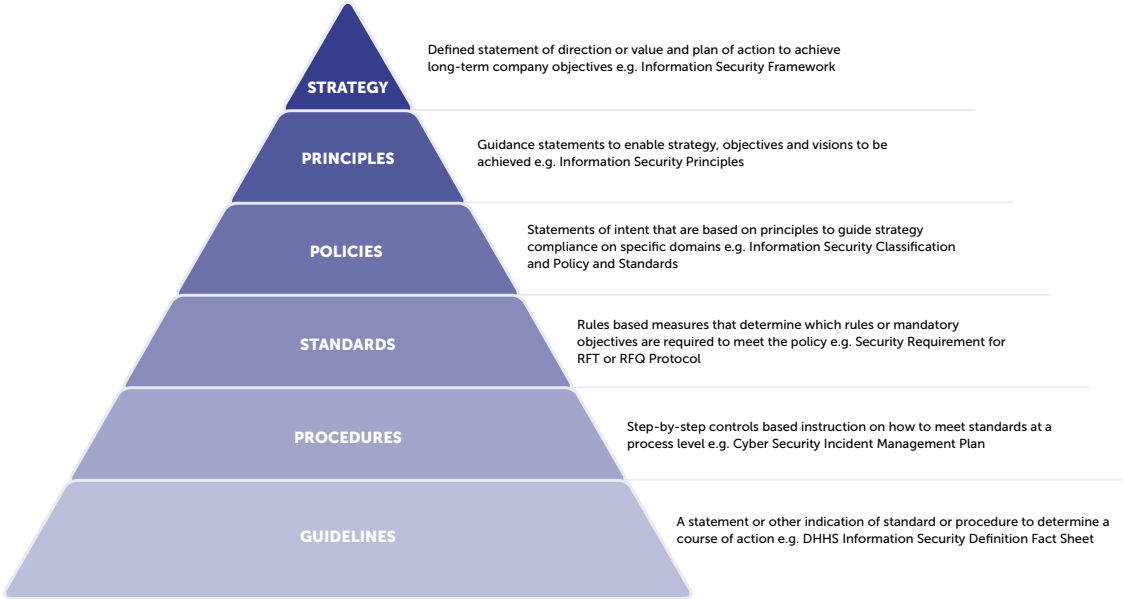 STRATEGY
Defined statement of direction or value and plan of action to achieve
long-term company objectives e.g. Information Security Framework
PRINCIPLES
Guidance statements to enable strategy, objectives and visions to be
achieved e.g. Information Security Principles
POLICIES
Statements of intent that are based on principles to guide strategy
compliance on specific domains e.g. Information Security Classification
and Policy and Standards
STANDARDS
Rules based measures that determine which rules or mandatory
objectives are required to meet the policy e.g. Security Requirement for
RFT or RFQ Protocol
PROCEDURES
Step-by-step controls based instruction on how to meet standards at a
process level e.g. Cyber Security Incident Management Plan
GUIDELINES
A statement or other indication of standard or procedure to determine a
course of action e.g. DHHS Information Security Definition Fact Sheet